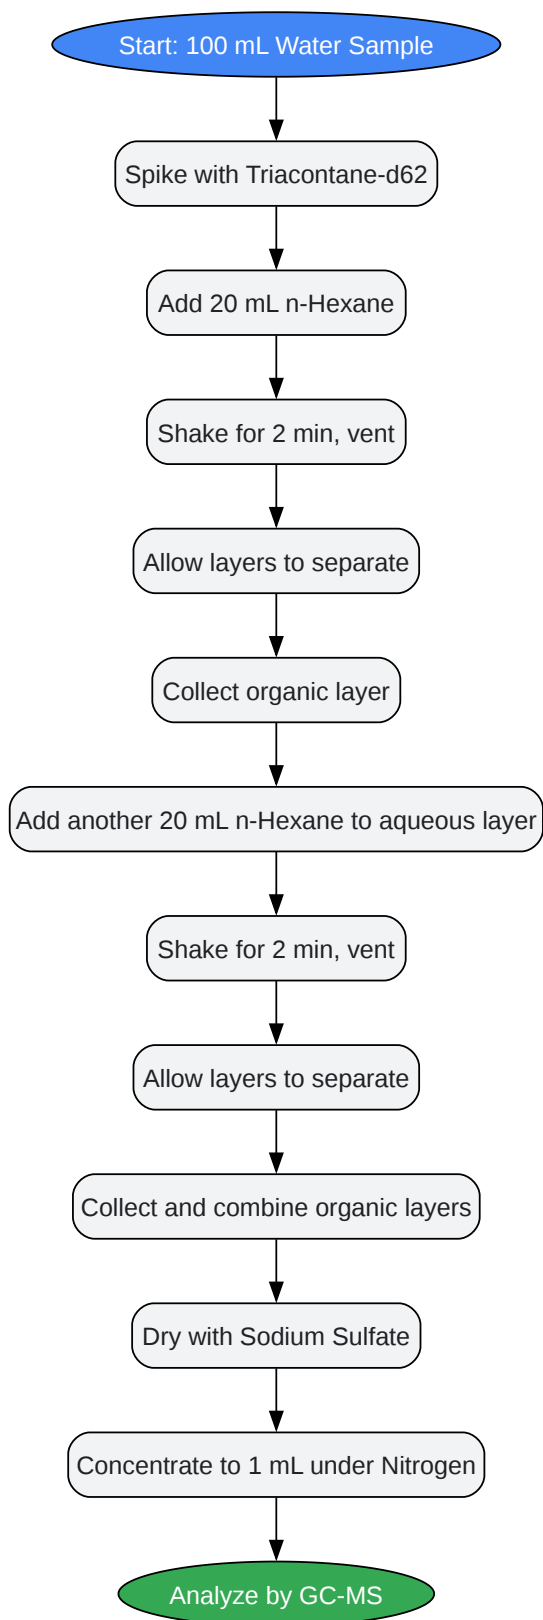 Start: 100 mL Water Sample
Spike with Triacontane-d62
Add 20 mL n-Hexane
Shake for 2 min, vent
Allow layers to separate
Collect organic layer
Add another 20 mL n-Hexane to aqueous layer
Shake for 2 min, vent
Allow layers to separate
Collect and combine organic layers
Dry with Sodium Sulfate
Concentrate to 1 mL under Nitrogen
Analyze by GC-MS